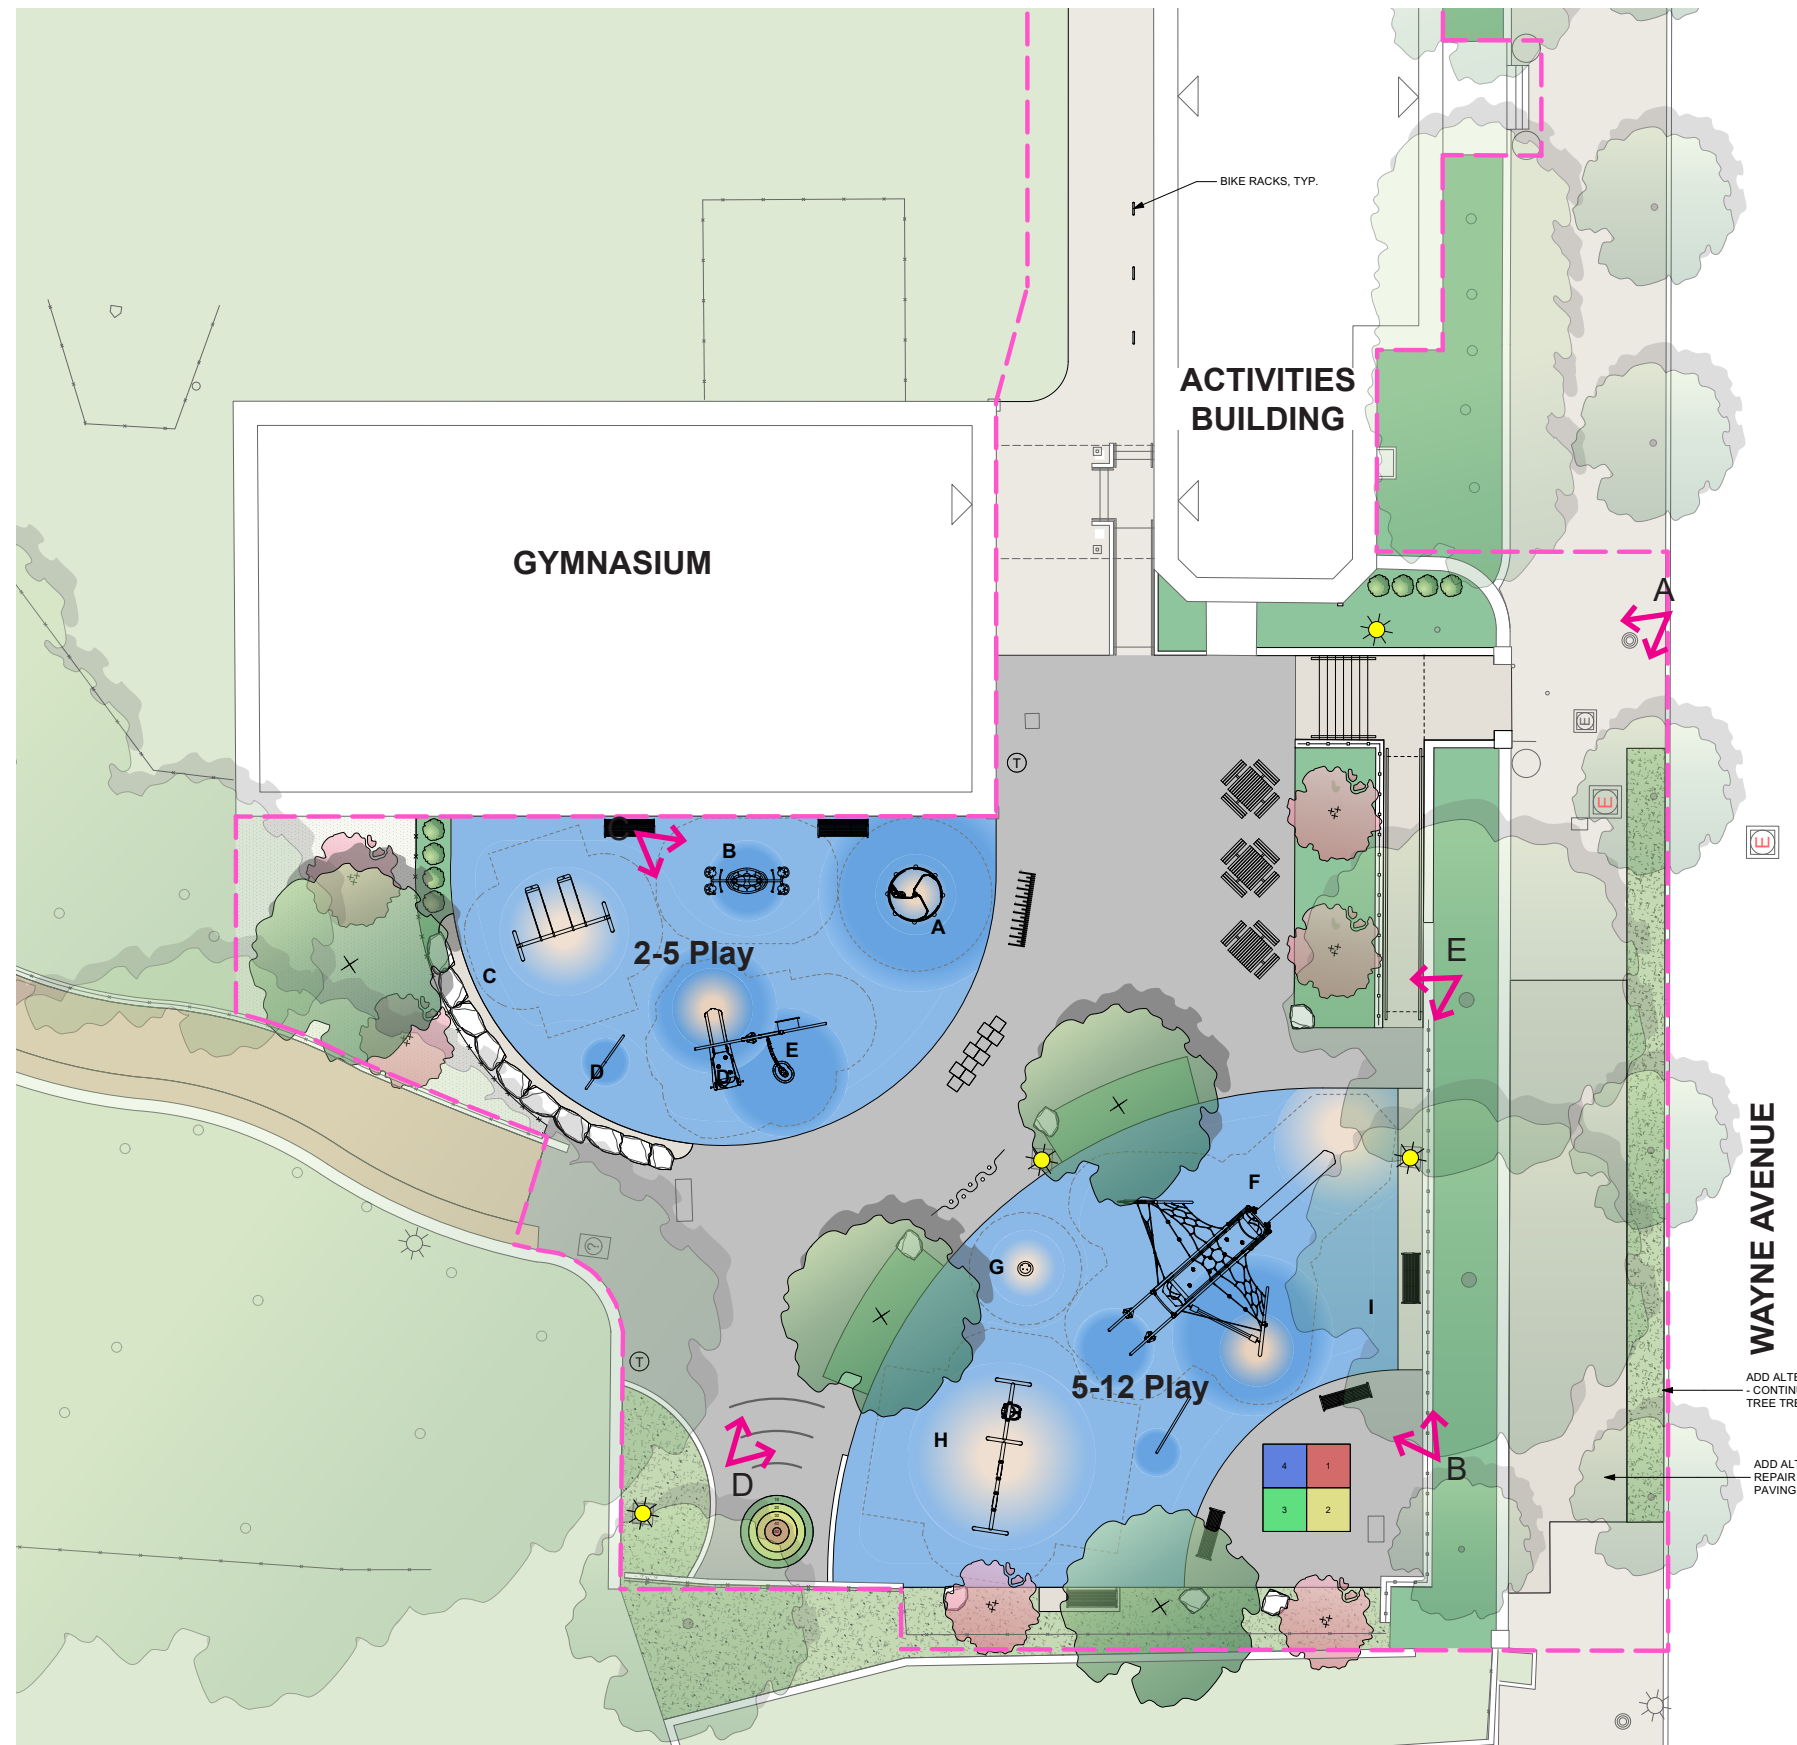 BIKE RACKS, TYP.
ACTIVITIES
BUILDING
GYMNASIUM
A
E
E
E
T
B
A
2-5 Play
C
E
D
E
WAYNE AVENUE
F
G
I
?
T
5-12 Play
ADD ALTE
- CONTIN
TREE TRE
H
B
D
4
1
3
2
ADD ALT
REPAIR
PAVING